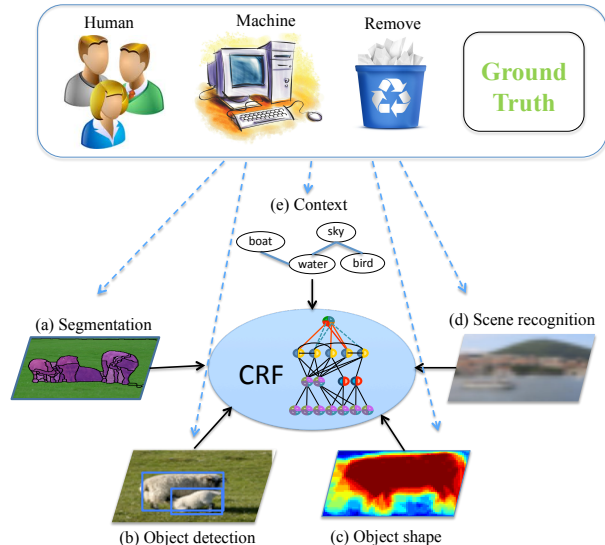 Human
Machine
Remove
Ground
Truth
(e) Context
sky
boat
water
bird
(a) Segmentation
(d) Scene recognition
CRF
(b) Object detection
(c) Object shape